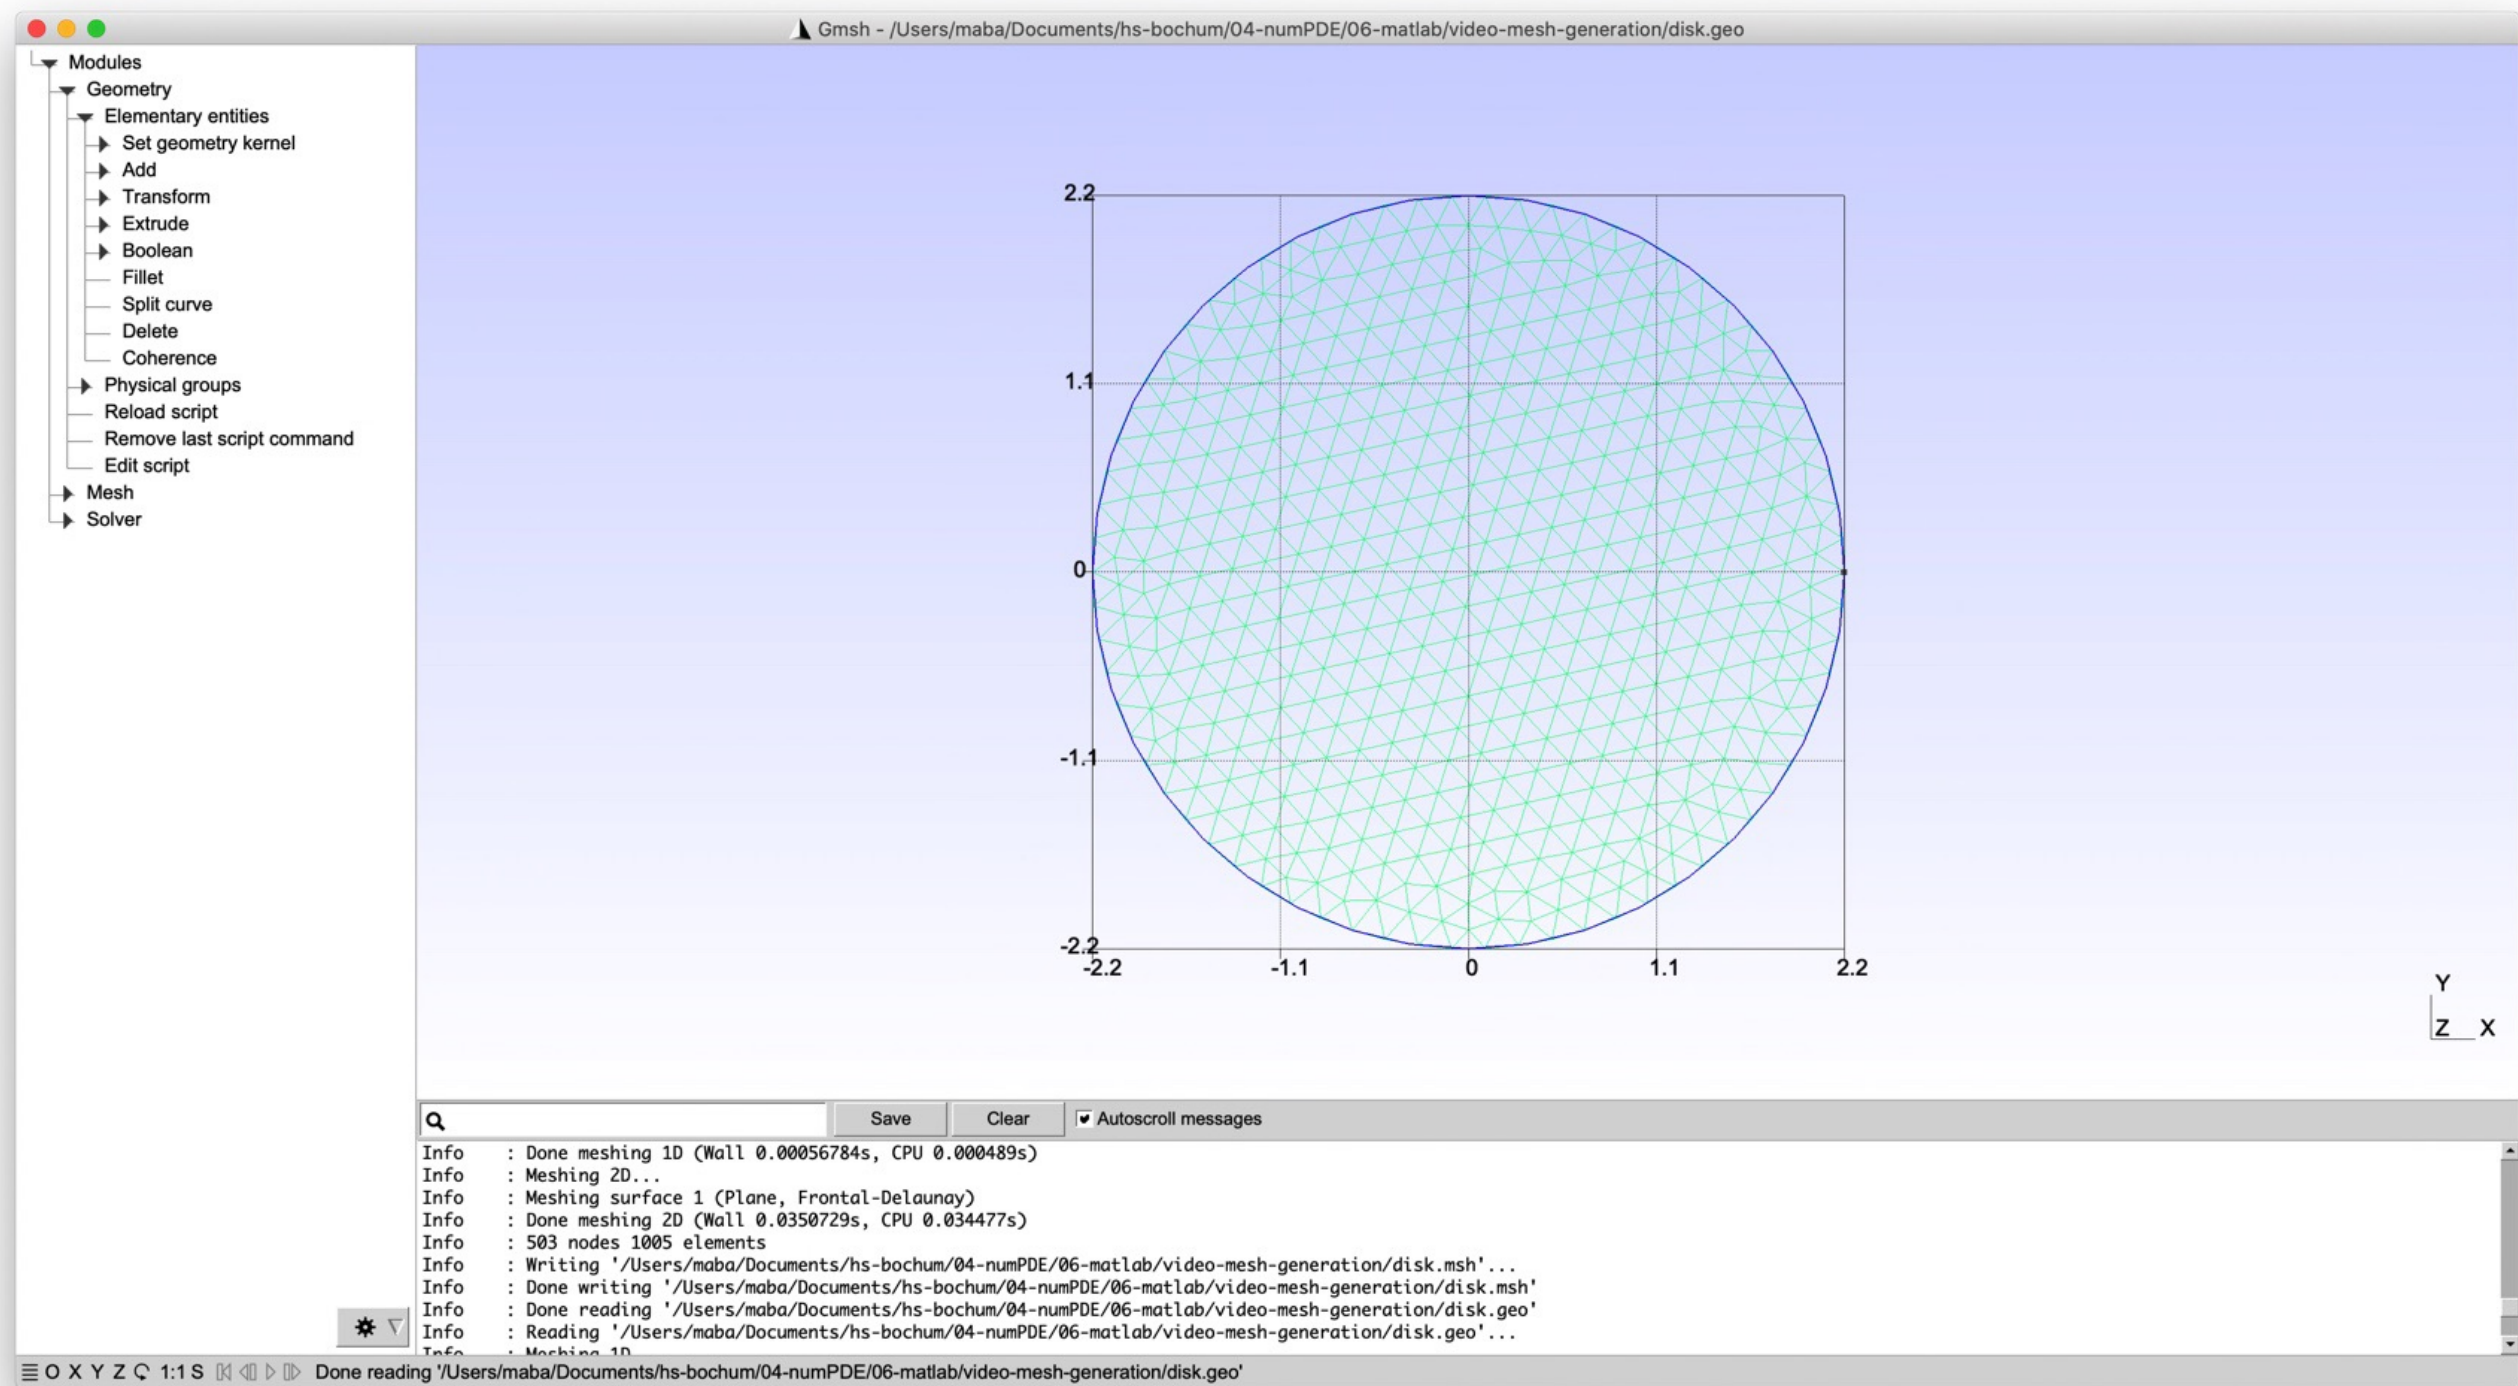 Gmsh - /Users/maba/Documents/hs-bochum/04-numPDE/06-matlab/video-mesh-generation/disk.geo
Modules
Geometry
Elementary entities
Set geometry kernel
Add
Transform
Extrude
Boolean
Fillet
Split curve
Delete
Coherence
Physical groups
Reload script
Remove last script command
Edit script
Mesh
Solver
2.2
1.1
0
-1.1
-2.2
-2.2 -1.1 0 1.1 2.2
Y
Z X
Save Clear Autoscroll messages
Info : Done meshing 1D (Wall 0.00056784s, CPU 0.000489s)
Info : Meshing 2D...
Info : Meshing surface 1 (Plane, Frontal-Delaunay)
Info : Done meshing 2D (Wall 0.0350729s, CPU 0.034477s)
Info : 503 nodes 1005 elements
Info : Writing '/Users/maba/Documents/hs-bochum/04-numPDE/06-matlab/video-mesh-generation/disk.msh'...
Info : Done writing '/Users/maba/Documents/hs-bochum/04-numPDE/06-matlab/video-mesh-generation/disk.msh'
Info : Done reading '/Users/maba/Documents/hs-bochum/04-numPDE/06-matlab/video-mesh-generation/disk.geo'
Info : Reading '/Users/maba/Documents/hs-bochum/04-numPDE/06-matlab/video-mesh-generation/disk.geo'...
Info : Meshing 1D
O X Y Z 1:1 S Done reading '/Users/maba/Documents/hs-bochum/04-numPDE/06-matlab/video-mesh-generation/disk.geo'